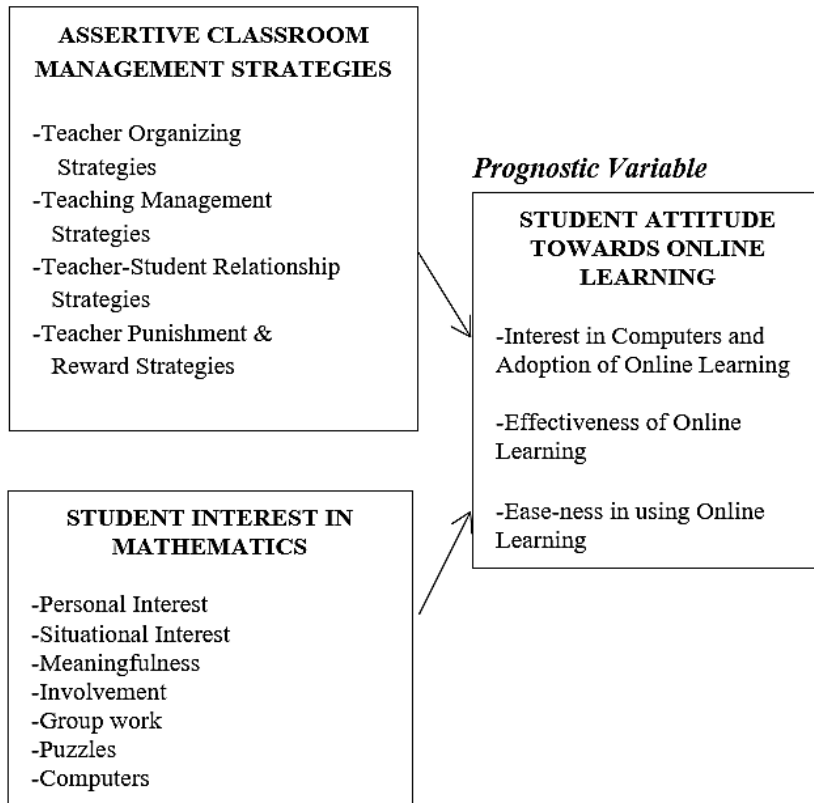 ASSERTIVE CLASSROOM
MANAGEMENT STRATEGIES
-Teacher Organizing
Strategies
-Teaching Management
Strategies
-Teacher-Student Relationship
Strategies
-Teacher Punishment &
Reward Strategies
Prognostic Variable
STUDENT ATTITUDE
TOWARDS ONLINE
LEARNING
-Interest in Computers and
Adoption of Online Learning
-Effectiveness of Online
Learning
-Ease-ness in using Online
Learning
STUDENT INTEREST IN
MATHEMATICS
-Personal Interest
-Situational Interest
-Meaningfulness
-Involvement
-Group work
-Puzzles
-Computers